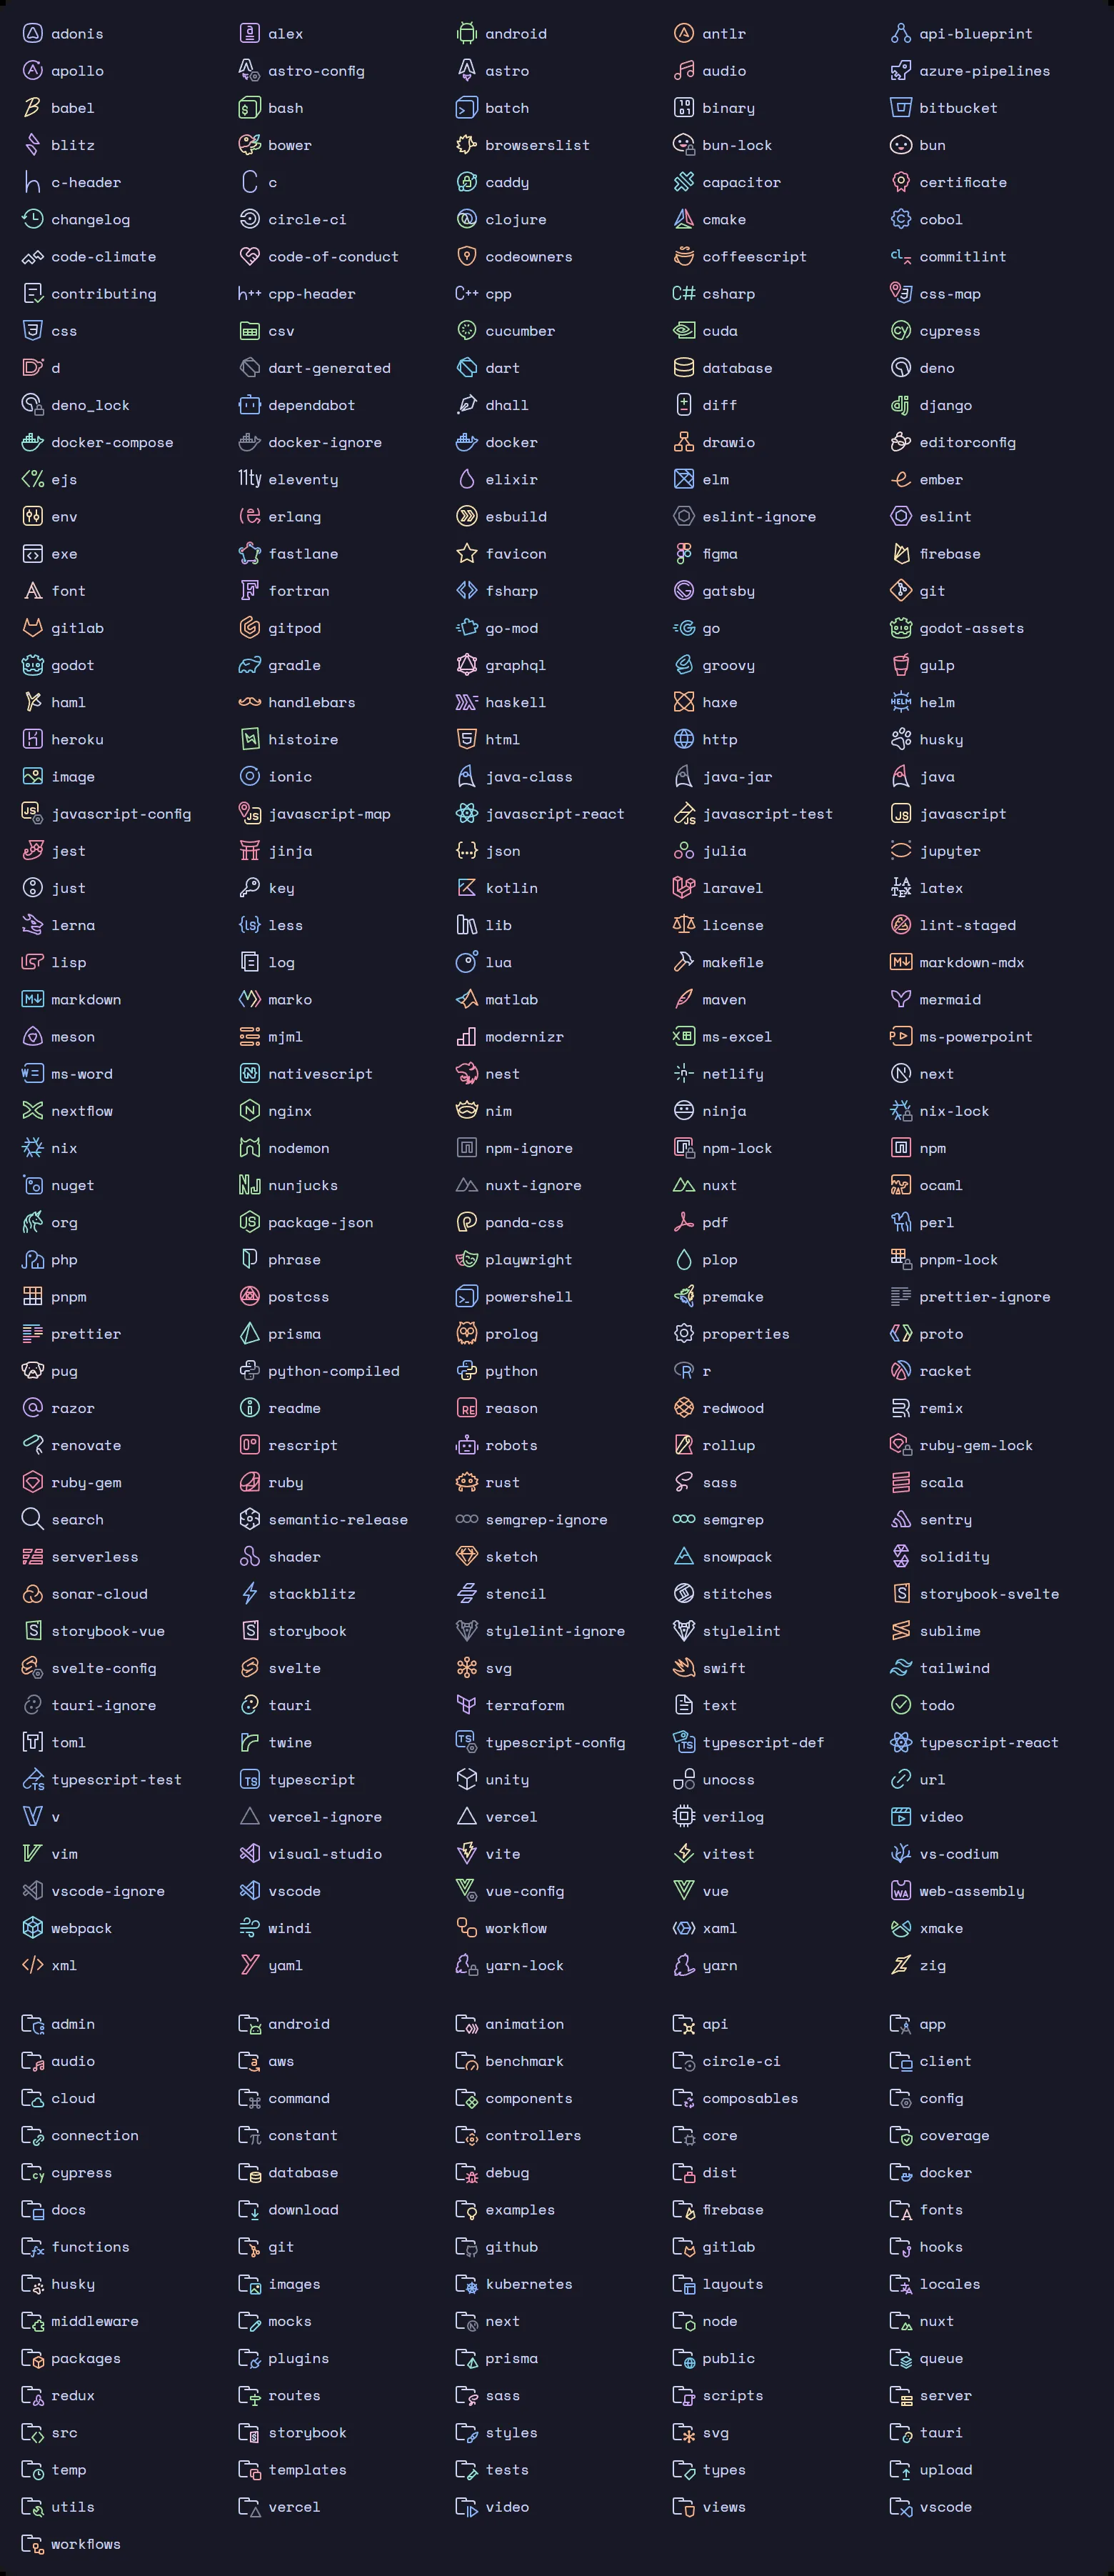 adonis alex android antlr api-blueprint
apollo astro-config astro audio azure-pipelines
babel bash batch binary bitbucket
blitz bower browserslist bun-lock bun
c-header c caddy capacitor certificate
changelog circle-ci clojure cmake cobol
code-climate code-of-conduct codeowners coffeescript commitlint
contributing cpp-header cpp csharp css-map
css csv cucumber cuda cypress
d dart-generated dart database deno
deno_lock dependabot dhall diff django
docker-compose docker-ignore docker drawio editorconfig
ejs eleventy elixir elm ember
env erlang esbuild eslint-ignore eslint
exe fastlane favicon figma firebase
font fortran fsharp gatsby git
gitlab gitpod go-mod go godot-assets
godot gradle graphql groovy gulp
haml handlebars haskell haxe helm
heroku histoire html http husky
image ionic java-class java-jar java
javascript-config javascript-map javascript-react javascript-test javascript
jest jinja json julia jupyter
just key kotlin laravel latex
lerna less lib license lint-staged
lisp log lua makefile markdown-mdx
markdown marko matlab maven mermaid
meson mjml modernizr ms-excel ms-powerpoint
ms-word nativescript nest netlify next
nextflow nginx nim ninja nix-lock
nix nodemon npm-ignore npm-lock npm
nuget nunjucks nuxt-ignore nuxt ocaml
org package-json panda-css pdf perl
php phrase playwright plop pnpm-lock
pnpm postcss powershell premake prettier-ignore
prettier prisma prolog properties proto
pug python-compiled python r racket
razor readme reason redwood remix
renovate rescript robots rollup ruby-gem-lock
ruby-gem ruby rust sass scala
search semantic-release semgrep-ignore semgrep sentry
serverless shader sketch snowpack solidity
sonar-cloud stackblitz stencil stitches storybook-svelte
storybook-vue storybook stylelint-ignore stylelint sublime
svelte-config svelte svg swift tailwind
tauri-ignore tauri terraform text todo
toml twine typescript-config typescript-def typescript-react
typescript-test typescript unity unocss url
v vercel-ignore vercel verilog video
vim visual-studio vite vitest vs-codium
vscode-ignore vscode vue-config vue web-assembly
webpack windi workflow xaml xmake
xml yaml yarn-lock yarn zig
admin android animation api app
audio aws benchmark circle-ci client
cloud command components composables config
connection constant controllers core coverage
cypress database debug dist docker
docs download examples firebase fonts
functions git github gitlab hooks
husky images kubernetes layouts locales
middleware mocks next node nuxt
packages plugins prisma public queue
redux routes sass scripts server
src storybook styles svg tauri
temp templates tests types upload
utils vercel video views vscode
workflows